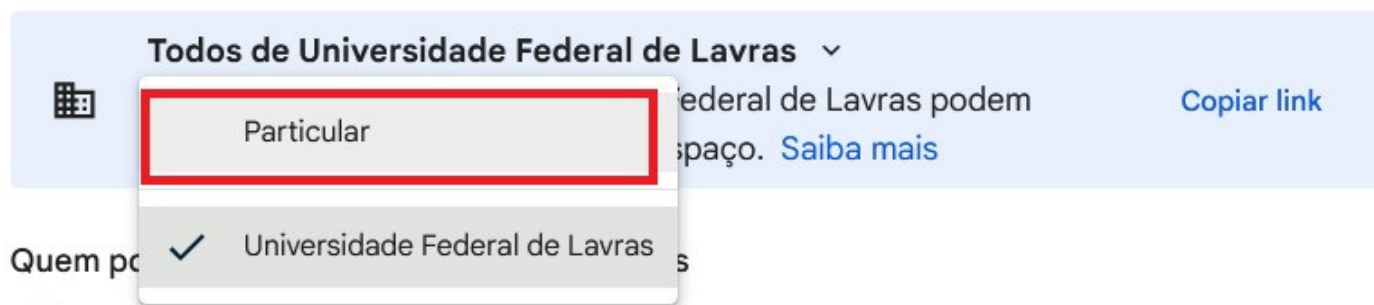 Todos de Universidade Federal de Lavras
Particular
ederal de Lavras podem
spaço. Saiba mais
Copiar link
Universidade Federal de Lavras
Quem po
s